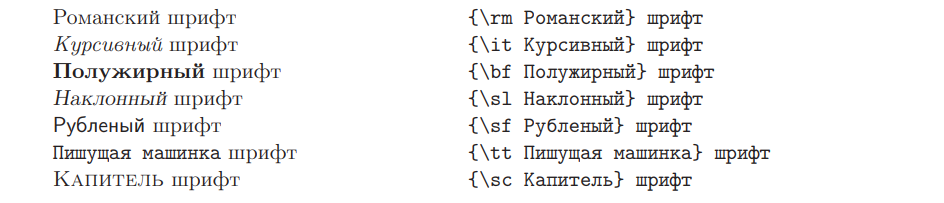 Романский шрифт {\rm Романский} шрифт
Курсивный шрифт {\it Курсивный} шрифт
Полужирный шрифт {\bf Полужирный} шрифт
Наклонный шрифт {\sl Наклонный} шрифт
Рубленый шрифт {\sf Рубленый} шрифт
Пишущая машинка шрифт {\tt Пишущая машинка} шрифт
Капитель шрифт {\sc Капитель} шрифт